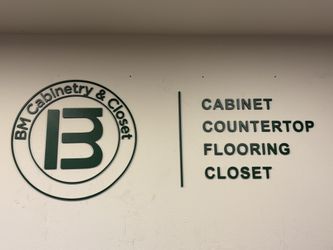 BM Cabinetry & Closet
B
CABINET
COUNTERTOP
FLOORING
CLOSET